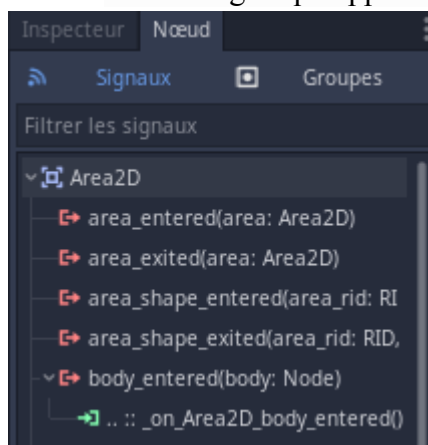 Inspecteur Nœud
Signaux Groupes
Filtrer les signaux
Area2D
area_entered(area: Area2D)
area_exited(area: Area2D)
area_shape_entered(area_rid: RI
area_shape_exited(area_rid: RID,
body_entered(body: Node)
.. :: _on_Area2D_body_entered()